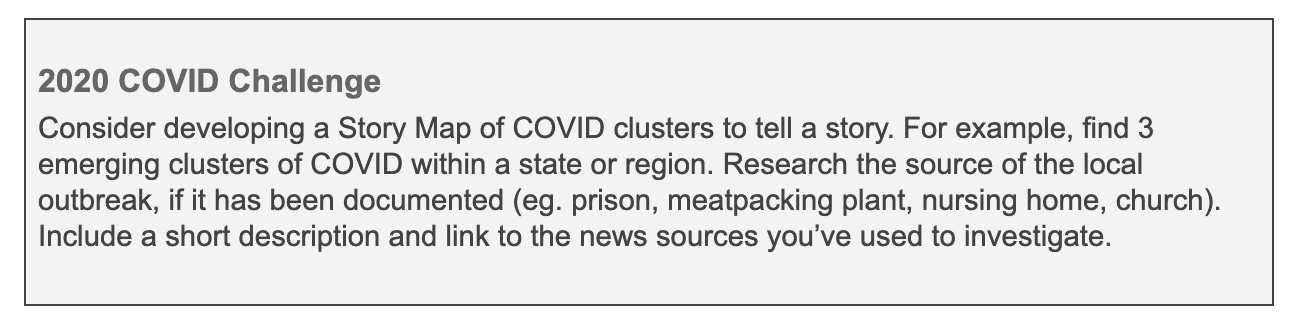 2020 COVID Challenge
Consider developing a Story Map of COVID clusters to tell a story. For example, find 3
emerging clusters of COVID within a state or region. Research the source of the local
outbreak, if it has been documented (eg. prison, meatpacking plant, nursing home, church).
Include a short description and link to the news sources you’ve used to investigate.